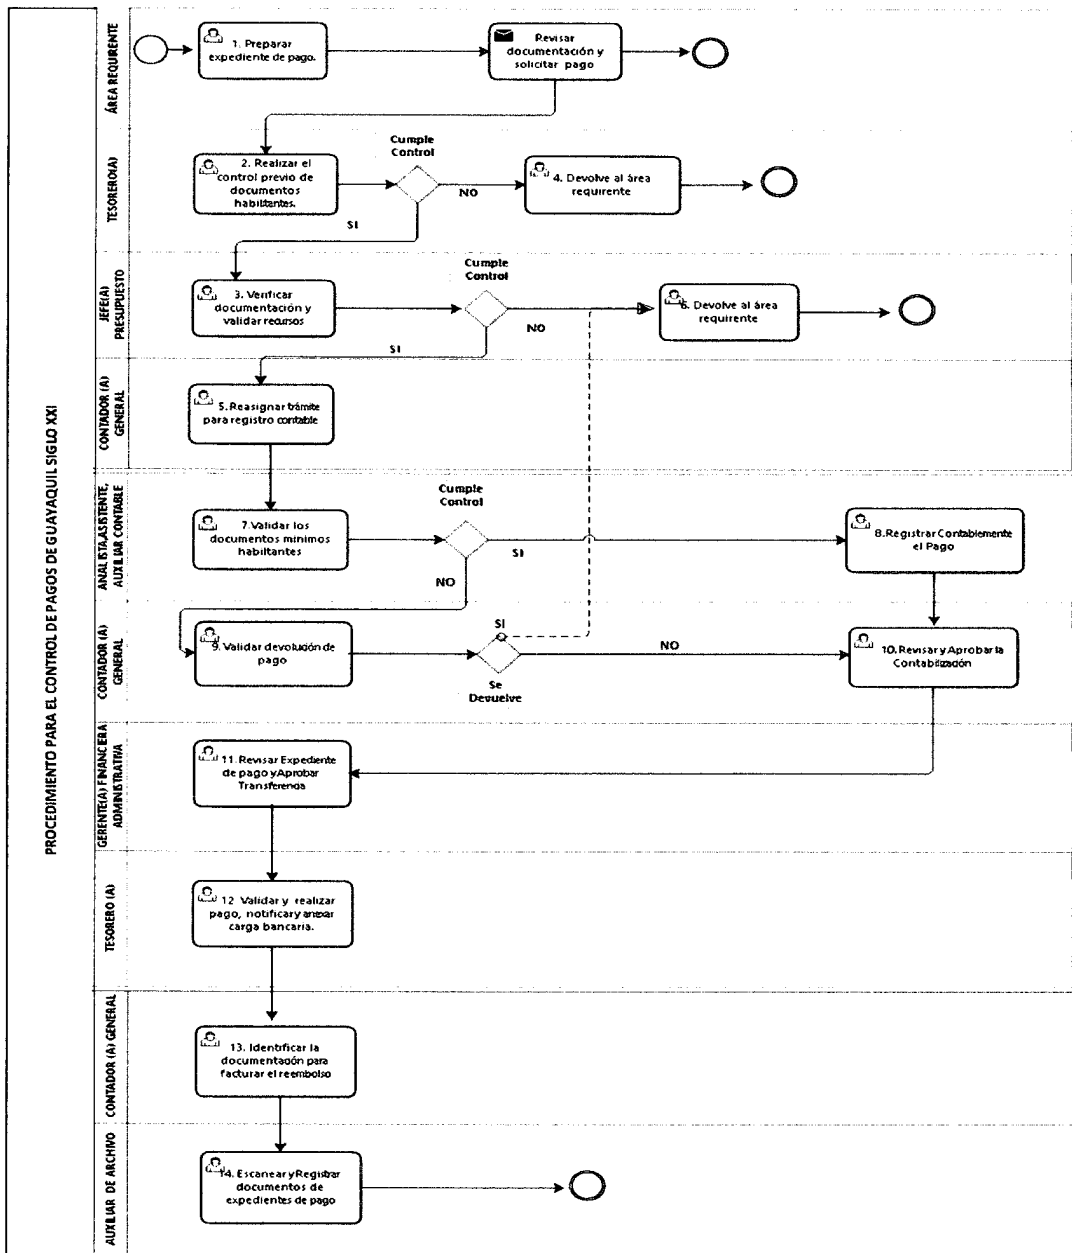 PROCEDIMIENTO PARA EL CONTROL DE PAGOS DE GUAYAQUIL SIGLO XXI
ÁREA REQUIRENTE
1. Preparar
expediente de pago.
Revisar
documentación y
solicitar pago
TESORERO(A)
2. Realizar el
control previo de
documentos
habilitantes.
Cumple
Control
NO
SI
4. Devolve al área
requirente
JEFE(A)
PRESUPUESTO
3. Verificar
documentación y
validar recursos
Cumple
Control
NO
SI
6. Devolve al área
requirente
CONTADOR (A)
GENERAL
5. Reasignar trámite
para registro contable
ANALISTA,ASISTENTE,
AUXILIAR CONTABLE
7.Validar los
documentos mínimos
habilitantes
Cumple
Control
SI
NO
8.Registrar Contablemente
el Pago
CONTADOR (A)
GENERAL
9. Validar devolución de
pago
SI
Se
Devuelve
NO
10. Revisar y Aprobar la
Contabilización
GERENTE(A) FINANCIERA
ADMINISTRATIVA
11. Revisar Expediente
de pago y Aprobar
Transferencia
TESORERO (A)
12 Validar y realizar
pago, notificar y anexar
carga bancaria.
CONTADOR (A) GENERAL
13. Identificar la
documentación para
facturar el reembolso
AUXILIAR DE ARCHIVO
14. Escanear y Registrar
documentos de
expedientes de pago